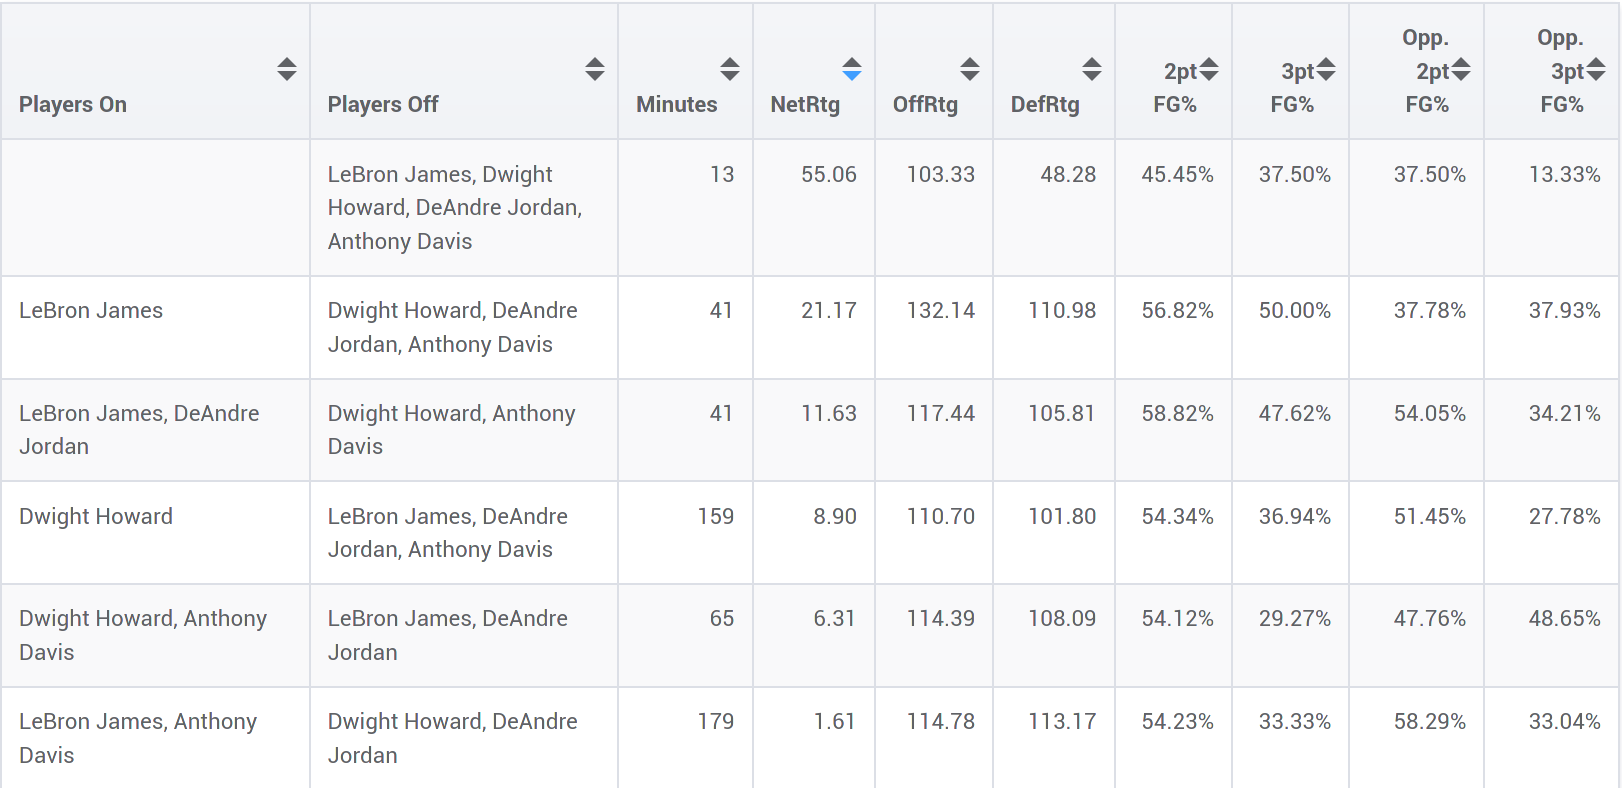 Players On Players Off Minutes NetRtg OffRtg DefRtg 2pt FG% 3pt FG% Opp. 2pt FG% Opp. 3pt FG%
LeBron James, Dwight 13 55.06 103.33 48.28 45.45% 37.50% 37.50% 13.33%
Howard, DeAndre Jordan,
Anthony Davis
LeBron James Dwight Howard, DeAndre 41 21.17 132.14 110.98 56.82% 50.00% 37.78% 37.93%
Jordan, Anthony Davis
LeBron James, DeAndre Dwight Howard, Anthony 41 11.63 117.44 105.81 58.82% 47.62% 54.05% 34.21%
Jordan Davis
Dwight Howard LeBron James, DeAndre 159 8.90 110.70 101.80 54.34% 36.94% 51.45% 27.78%
Jordan, Anthony Davis
Dwight Howard, Anthony LeBron James, DeAndre 65 6.31 114.39 108.09 54.12% 29.27% 47.76% 48.65%
Davis Jordan
LeBron James, Anthony Dwight Howard, DeAndre 179 1.61 114.78 113.17 54.23% 33.33% 58.29% 33.04%
Davis Jordan